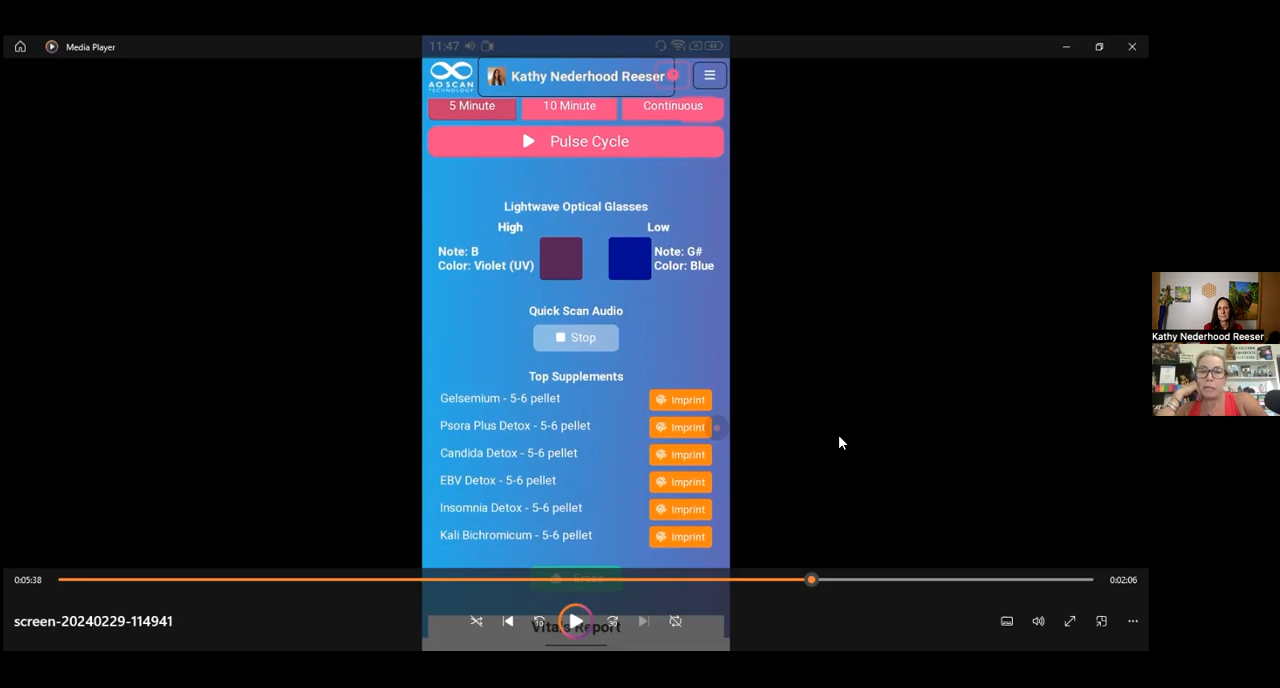 Media Player
11:47
AO SCAN
TECHNOLOGY
Kathy Nederhood Reeser
5 Minute
10 Minute
Continuous
Pulse Cycle
Lightwave Optical Glasses
High
Low
Note: B
Color: Violet (UV)
Note: G#
Color: Blue
Quick Scan Audio
Stop
Top Supplements
Gelsemium - 5-6 pellet
Imprint
Psora Plus Detox - 5-6 pellet
Imprint
Candida Detox - 5-6 pellet
Imprint
EBV Detox - 5-6 pellet
Imprint
Insomnia Detox - 5-6 pellet
Imprint
Kali Bichromicum - 5-6 pellet
Imprint
0:05:38
0:02:06
screen-20240229-114941
Vitals Report
Kathy Nederhood Reeser